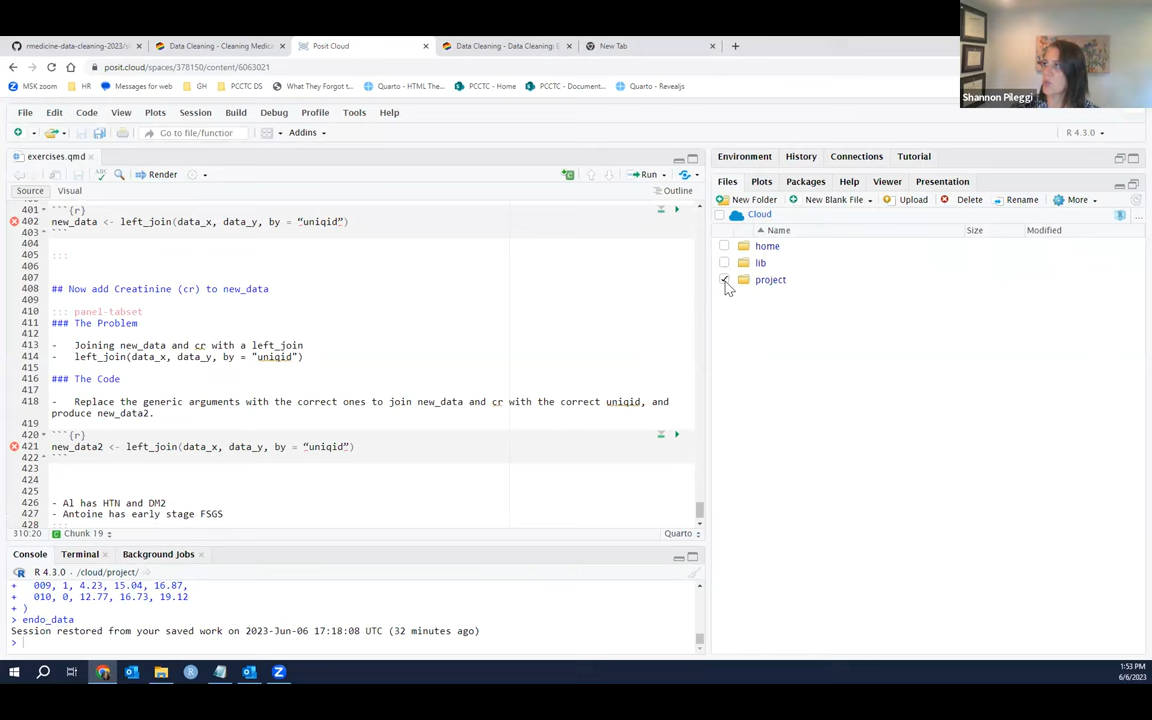 rmedicine-data-cleaning-2023/s
Data Cleaning - Cleaning Medica
Posit Cloud
Data Cleaning - Data Cleaning: E
New Tab
posit.cloud/spaces/378150/content/6063021
MSK zoom
HR
Messages for web
GH
PCCTC DS
What They Forgot t...
Quarto - HTML The...
PCCTC - Home
PCCTC - Document...
Quarto - Revealjs
Shannon Pileggi
File Edit Code View Plots Session Build Debug Profile Tools Help
Go to file/function
Addins
R 4.3.0
exercises.qmd
Render
Run
Source Visual
Outline
401 ```{r}
402 new_data <- left_join(data_x, data_y, by = “uniqid”)
403 ```
404
405 :::
406
407
408 ## Now add Creatinine (cr) to new_data
409
410 ::: panel-tabset
411 ### The Problem
412
413 - Joining new_data and cr with a left_join
414 - left_join(data_x, data_y, by = "uniqid")
415
416 ### The Code
417
418 - Replace the generic arguments with the correct ones to join new_data and cr with the correct uniqid, and
produce new_data2.
419
420 ```{r}
421 new_data2 <- left_join(data_x, data_y, by = “uniqid”)
422 ```
423
424
425
426 - Al has HTN and DM2
427 - Antoine has early stage FSGS
428 :::
310:20 Chunk 19
Quarto
Console Terminal Background Jobs
R 4.3.0 · /cloud/project/
+ 009, 1, 4.23, 15.04, 16.87,
+ 010, 0, 12.77, 16.73, 19.12
+ )
> endo_data
Session restored from your saved work on 2023-Jun-06 17:18:08 UTC (32 minutes ago)
>
Environment History Connections Tutorial
Files Plots Packages Help Viewer Presentation
New Folder New Blank File Upload Delete Rename More
Cloud
...
Name Size Modified
home
lib
project
1:53 PM
6/6/2023